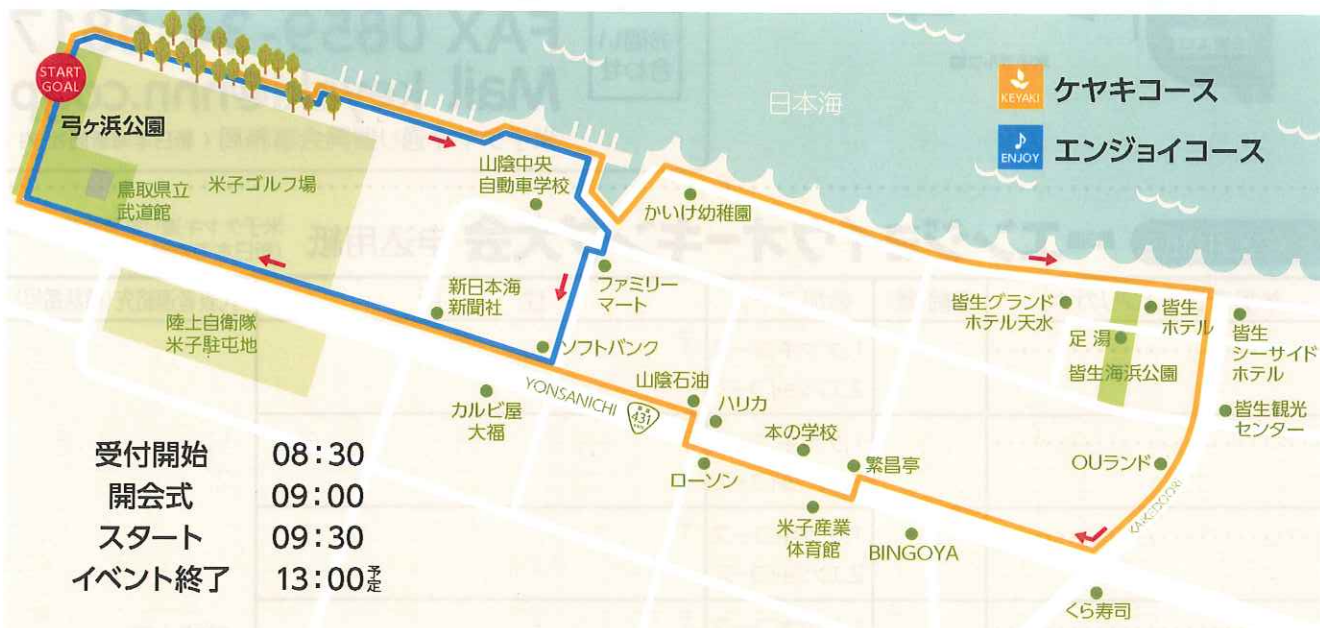 START
GOAL
弓ヶ浜公園
鳥取県立
武道館
米子ゴルフ場
山陰中央
自動車学校
日本海
KEYAKI
ケヤキコース
ENJOY
エンジョイコース
かいけ幼稚園
新日本海
新聞社
ファミリー
マート
陸上自衛隊
米子駐屯地
ソフトバンク
皆生グランド
ホテル天水
皆生
ホテル
足湯
皆生海浜公園
皆生
シーサイド
ホテル
皆生観光
センター
カルビ屋
大福
YONSANICHI
431
山陰石油
ハリカ
ローソン
本の学校
繁昌亭
米子産業
体育館
BINGOYA
OUランド
KAIKEDOORI
くら寿司
受付開始 08:30
開会式 09:00
スタート 09:30
イベント終了 13:00予定